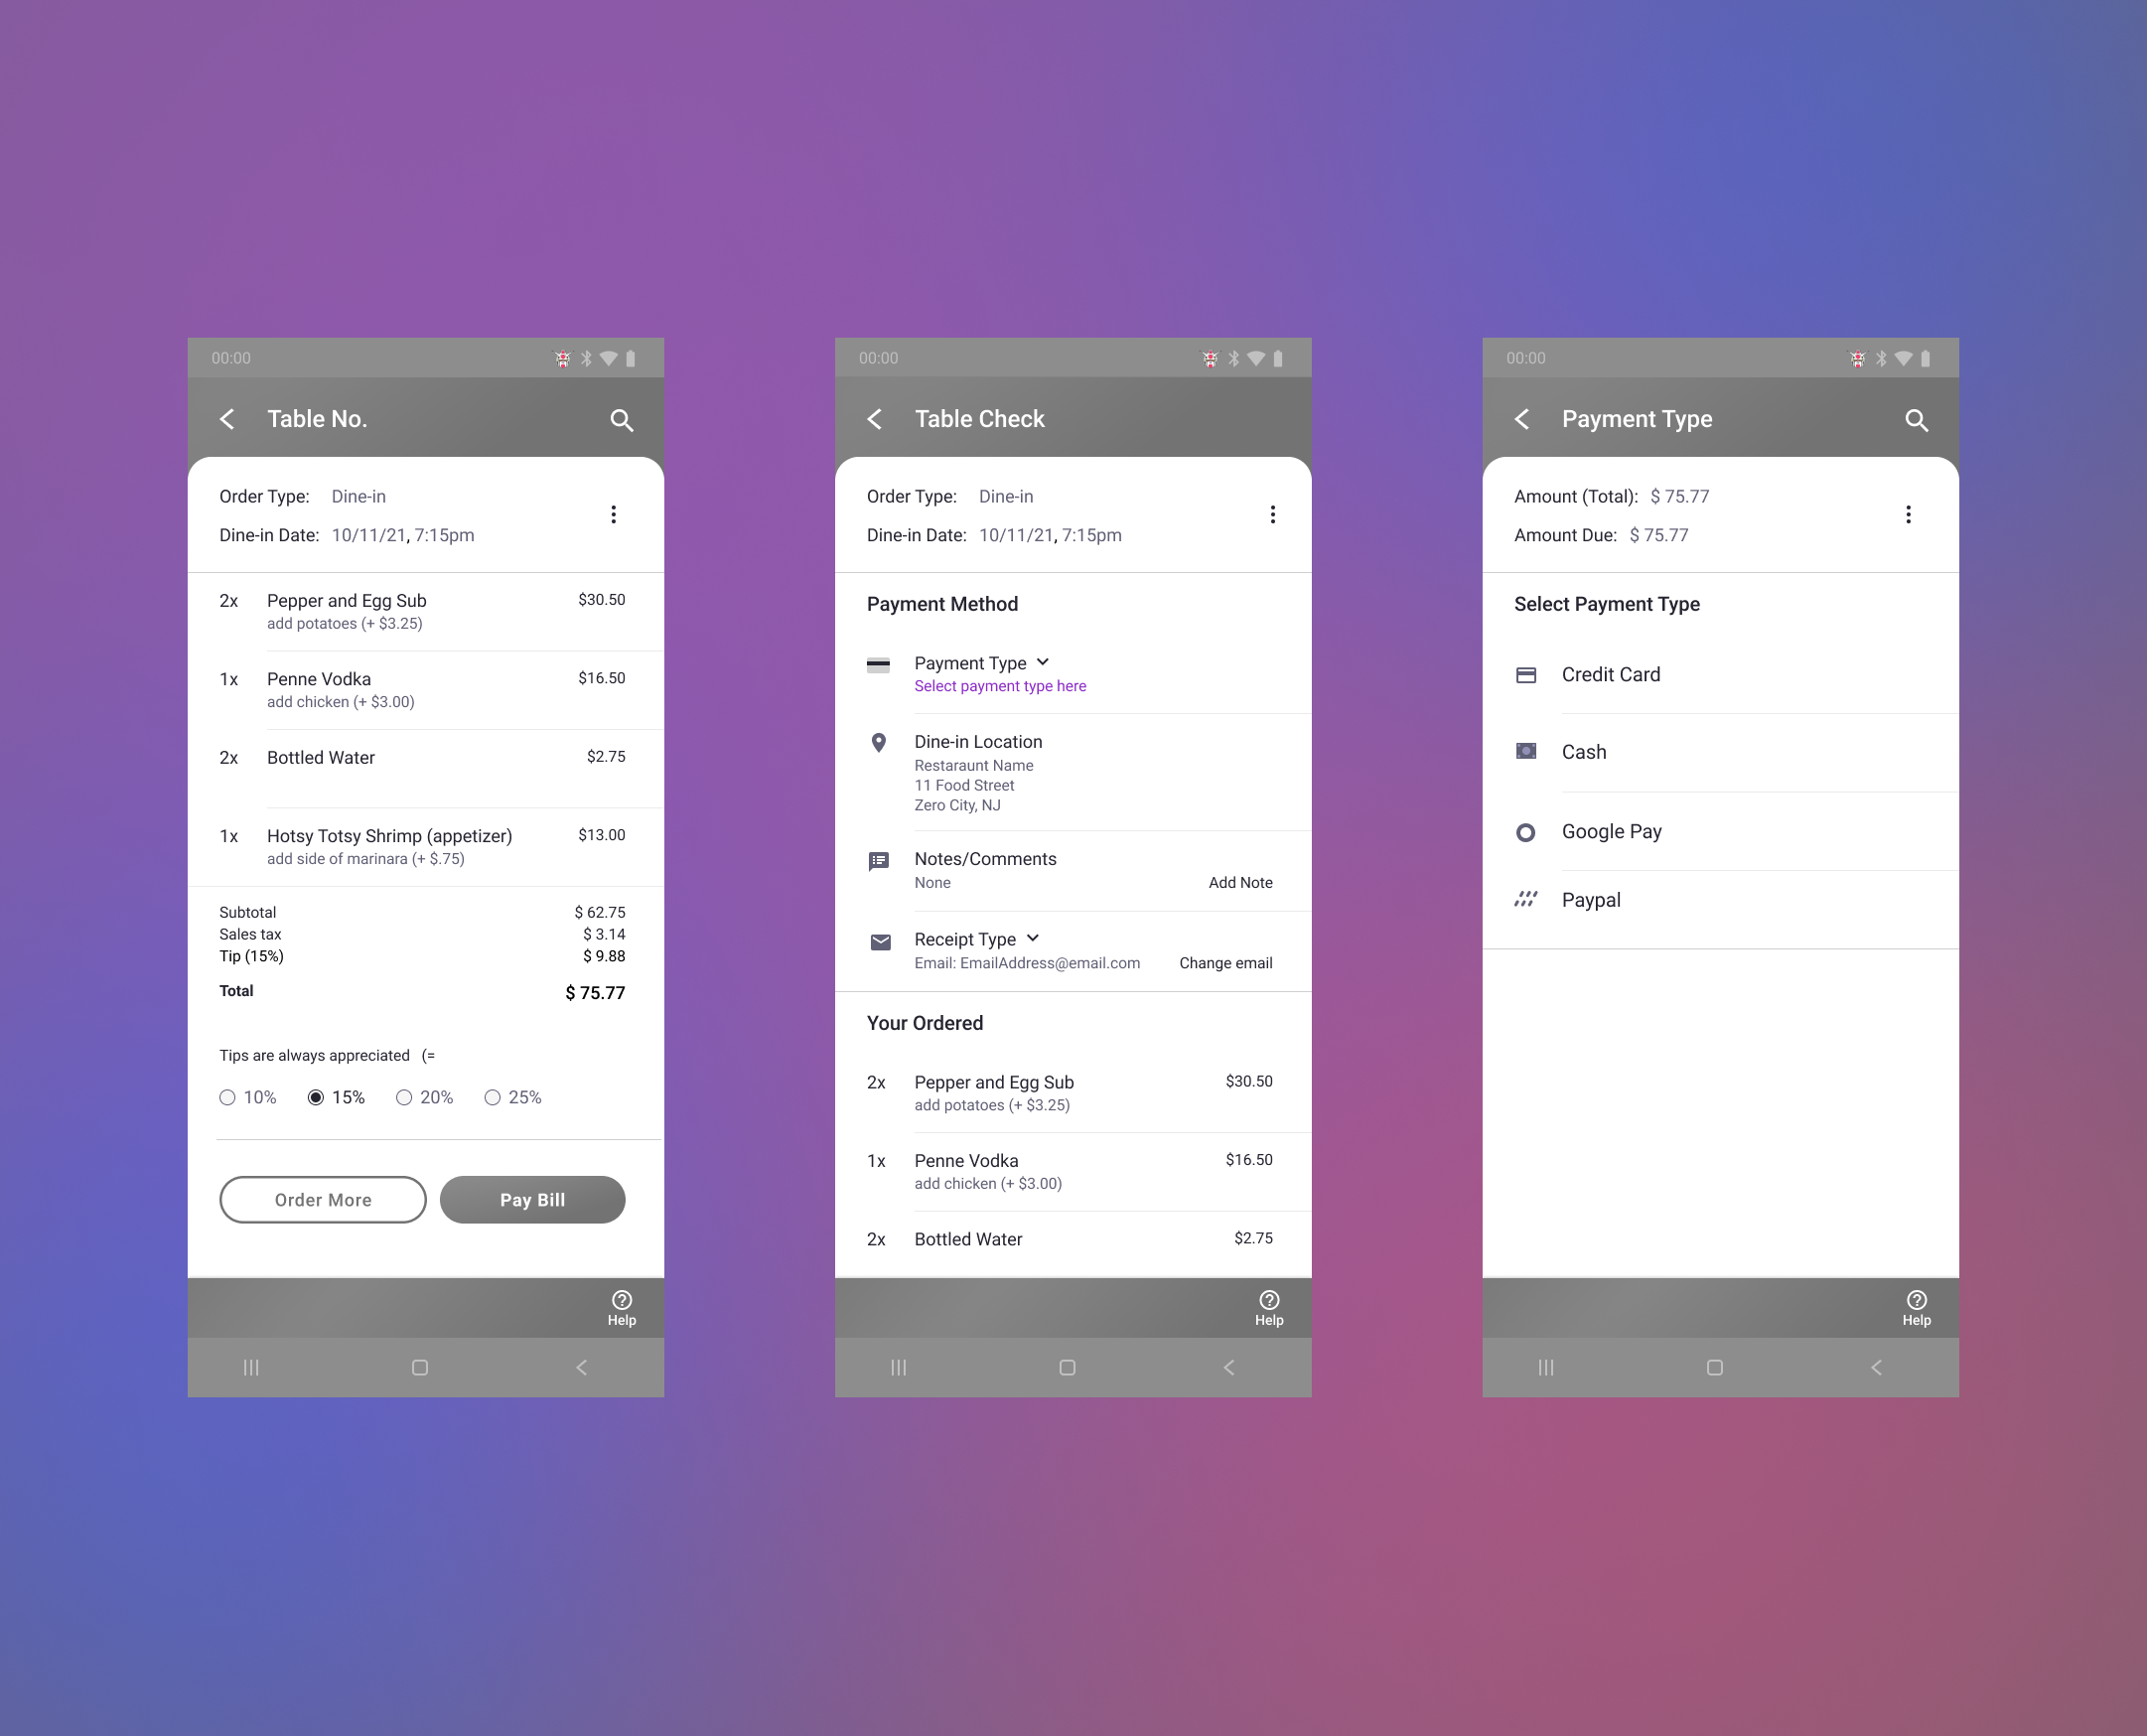 00:00
Table No.
Order Type: Dine-in
Dine-in Date: 10/11/21, 7:15pm
2x Pepper and Egg Sub $30.50
add potatoes (+ $3.25)
1x Penne Vodka $16.50
add chicken (+ $3.00)
2x Bottled Water $2.75
1x Hotsy Totsy Shrimp (appetizer) $13.00
add side of marinara (+ $.75)
Subtotal $ 62.75
Sales tax $ 3.14
Tip (15%) $ 9.88
Total $ 75.77
Tips are always appreciated (=
10% 15% 20% 25%
Order More Pay Bill
Help
00:00
Table Check
Order Type: Dine-in
Dine-in Date: 10/11/21, 7:15pm
Payment Method
Payment Type
Select payment type here
Dine-in Location
Restaraunt Name
11 Food Street
Zero City, NJ
Notes/Comments
None Add Note
Receipt Type
Email: EmailAddress@email.com Change email
Your Ordered
2x Pepper and Egg Sub $30.50
add potatoes (+ $3.25)
1x Penne Vodka $16.50
add chicken (+ $3.00)
2x Bottled Water $2.75
Help
00:00
Payment Type
Amount (Total): $ 75.77
Amount Due: $ 75.77
Select Payment Type
Credit Card
Cash
Google Pay
Paypal
Help